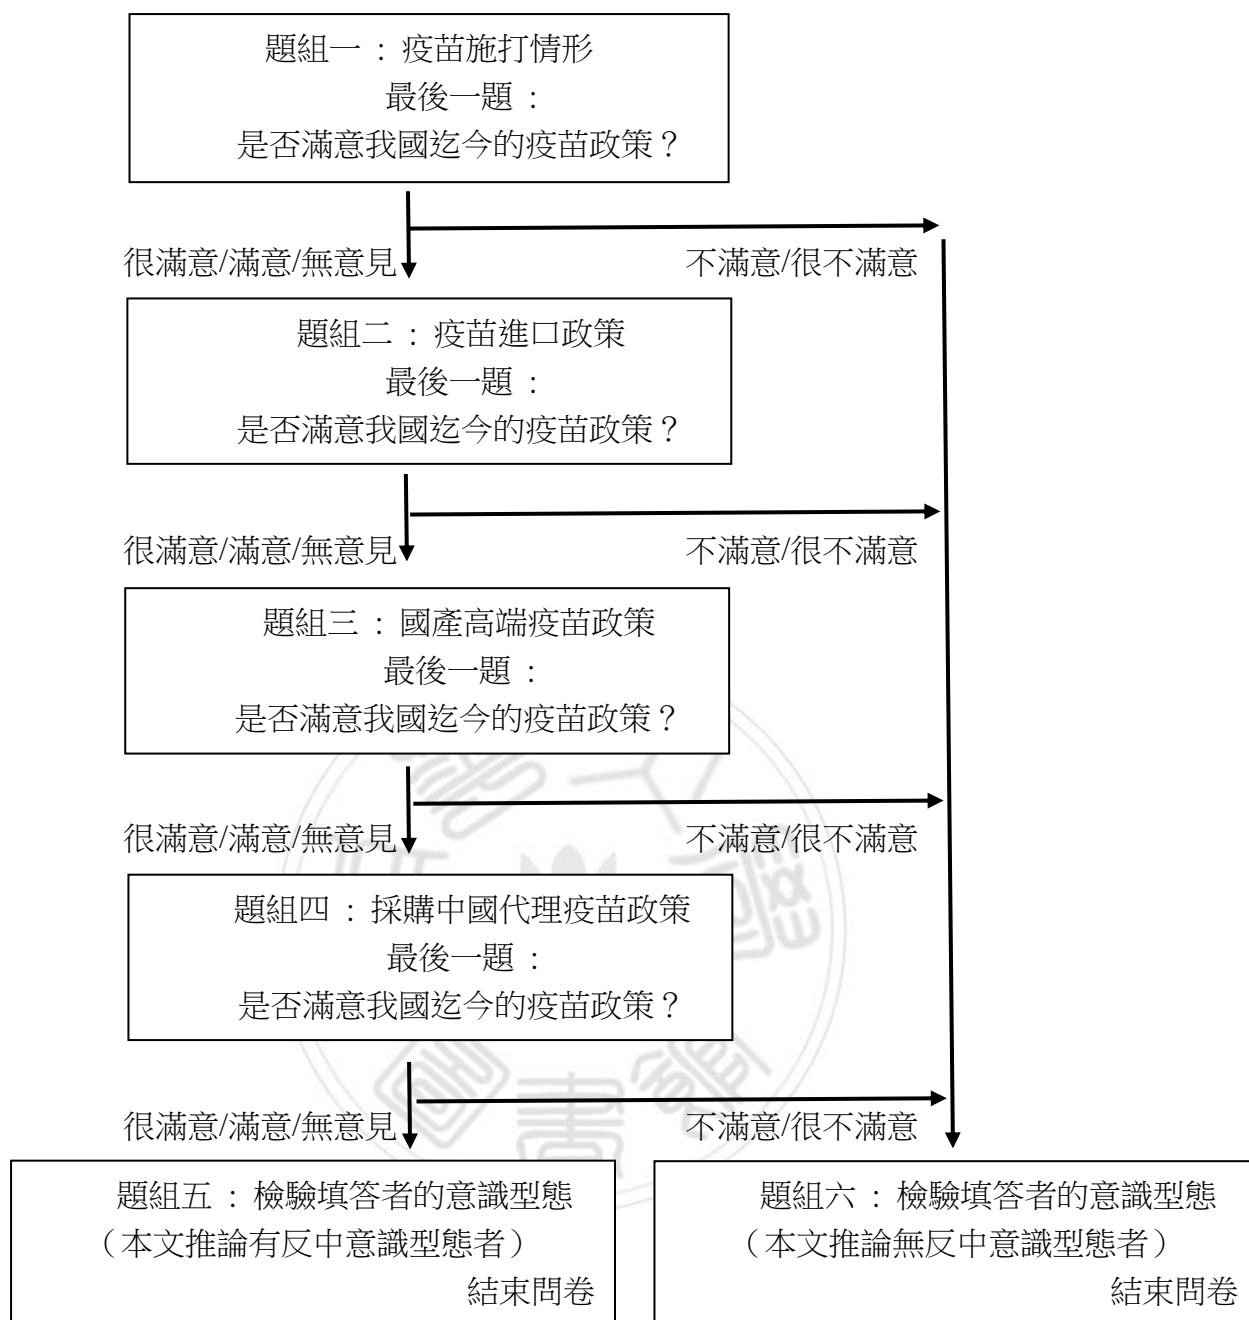 題組一 : 疫苗施打情形
最後一題 :
是否滿意我國迄今的疫苗政策？
很滿意/滿意/無意見
不滿意/很不滿意
題組二 : 疫苗進口政策
最後一題 :
是否滿意我國迄今的疫苗政策？
很滿意/滿意/無意見
不滿意/很不滿意
題組三 : 國產高端疫苗政策
最後一題 :
是否滿意我國迄今的疫苗政策？
很滿意/滿意/無意見
不滿意/很不滿意
題組四 : 採購中國代理疫苗政策
最後一題 :
是否滿意我國迄今的疫苗政策？
很滿意/滿意/無意見
不滿意/很不滿意
題組五 : 檢驗填答者的意識型態
（本文推論有反中意識型態者）
結束問卷
題組六 : 檢驗填答者的意識型態
（本文推論無反中意識型態者）
結束問卷